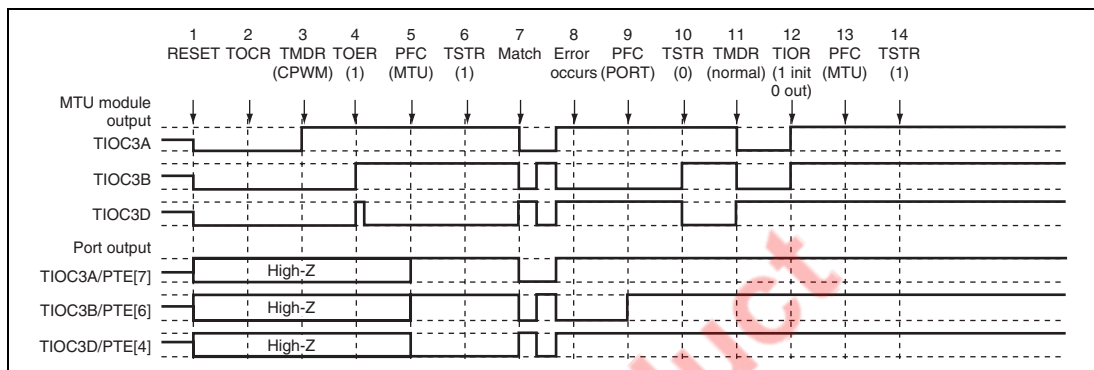 1 2 3 4 5 6 7 8 9 10 11 12 13 14
RESET TOCR TMDR TOER PFC TSTR Match Error PFC TSTR TMDR TIOR PFC TSTR
(CPWM) (1) (MTU) (1) occurs (PORT) (0) (normal) (1 init (MTU) (1)
0 out)
MTU module
output
TIOC3A
TIOC3B
TIOC3D
Port output
TIOC3A/PTE[7] High-Z
TIOC3B/PTE[6] High-Z
TIOC3D/PTE[4] High-Z
duct